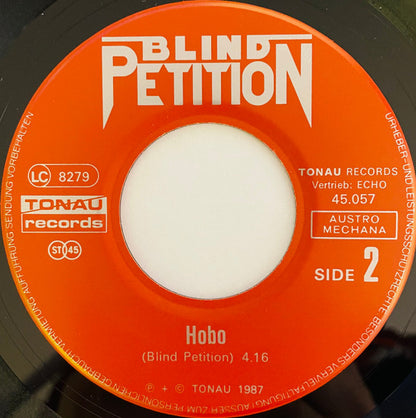 BLIND
PETITION
LC 8279
TONAU
records
ST 45
TONAU RECORDS
Vertrieb: ECHO
45.057
AUSTRO
MECHANA
SIDE 2
Hobo
(Blind Petition) 4.16
℗ + © TONAU 1987
URHEBER- UND LEISTUNGSSCHUTZRECHTE BESONDERS VERVIELFÄLTIGUNG (AUSSER ZUM PERSÖNLICHEN GEBRAUCH) VERMIETUNG AUFFÜHRUNG SENDUNG VORBEHALTEN